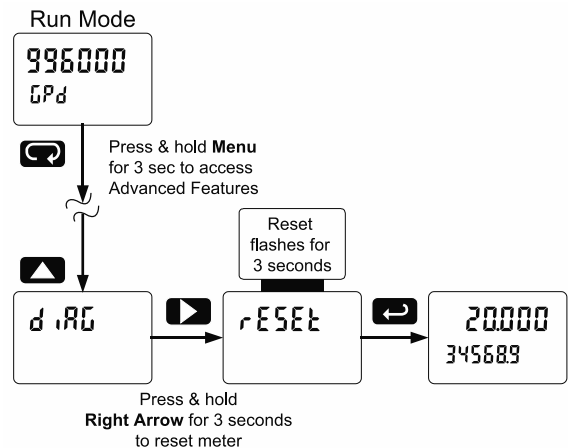 Run Mode
996000
GPd
Press & hold Menu
for 3 sec to access
Advanced Features
Reset
flashes for
3 seconds
diAG
rESEt
20.000
34568.9
Press & hold
Right Arrow for 3 seconds
to reset meter